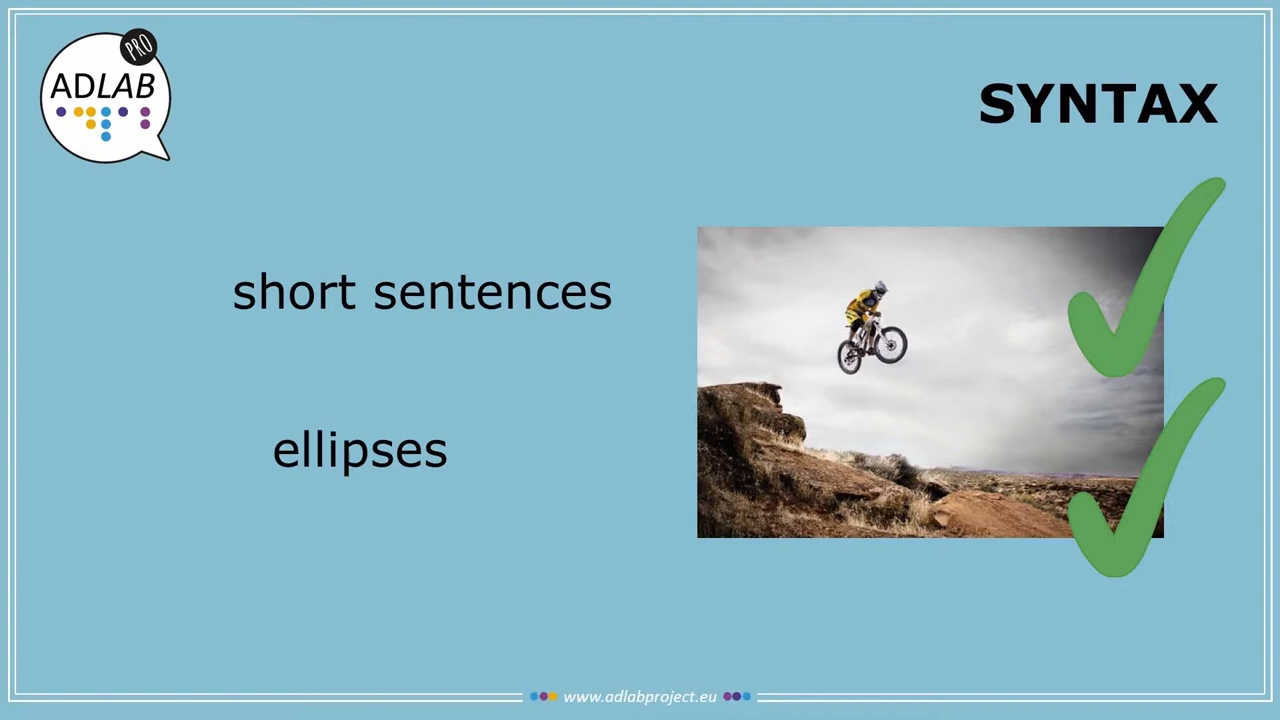 PRO
ADLAB
SYNTAX
short sentences
ellipses
www.adlabproject.eu